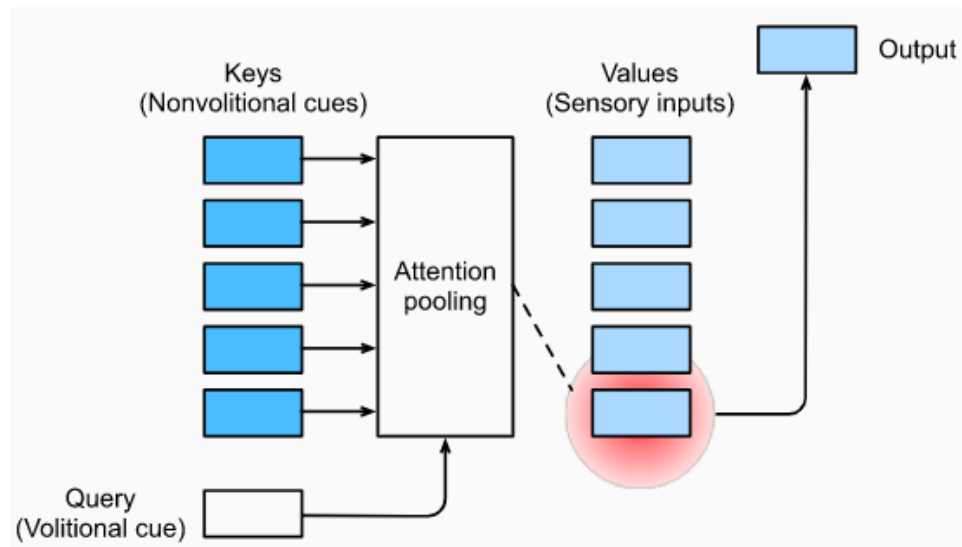 Keys
(Nonvolitional cues)
Values
(Sensory inputs)
Output
Attention
pooling
Query
(Volitional cue)